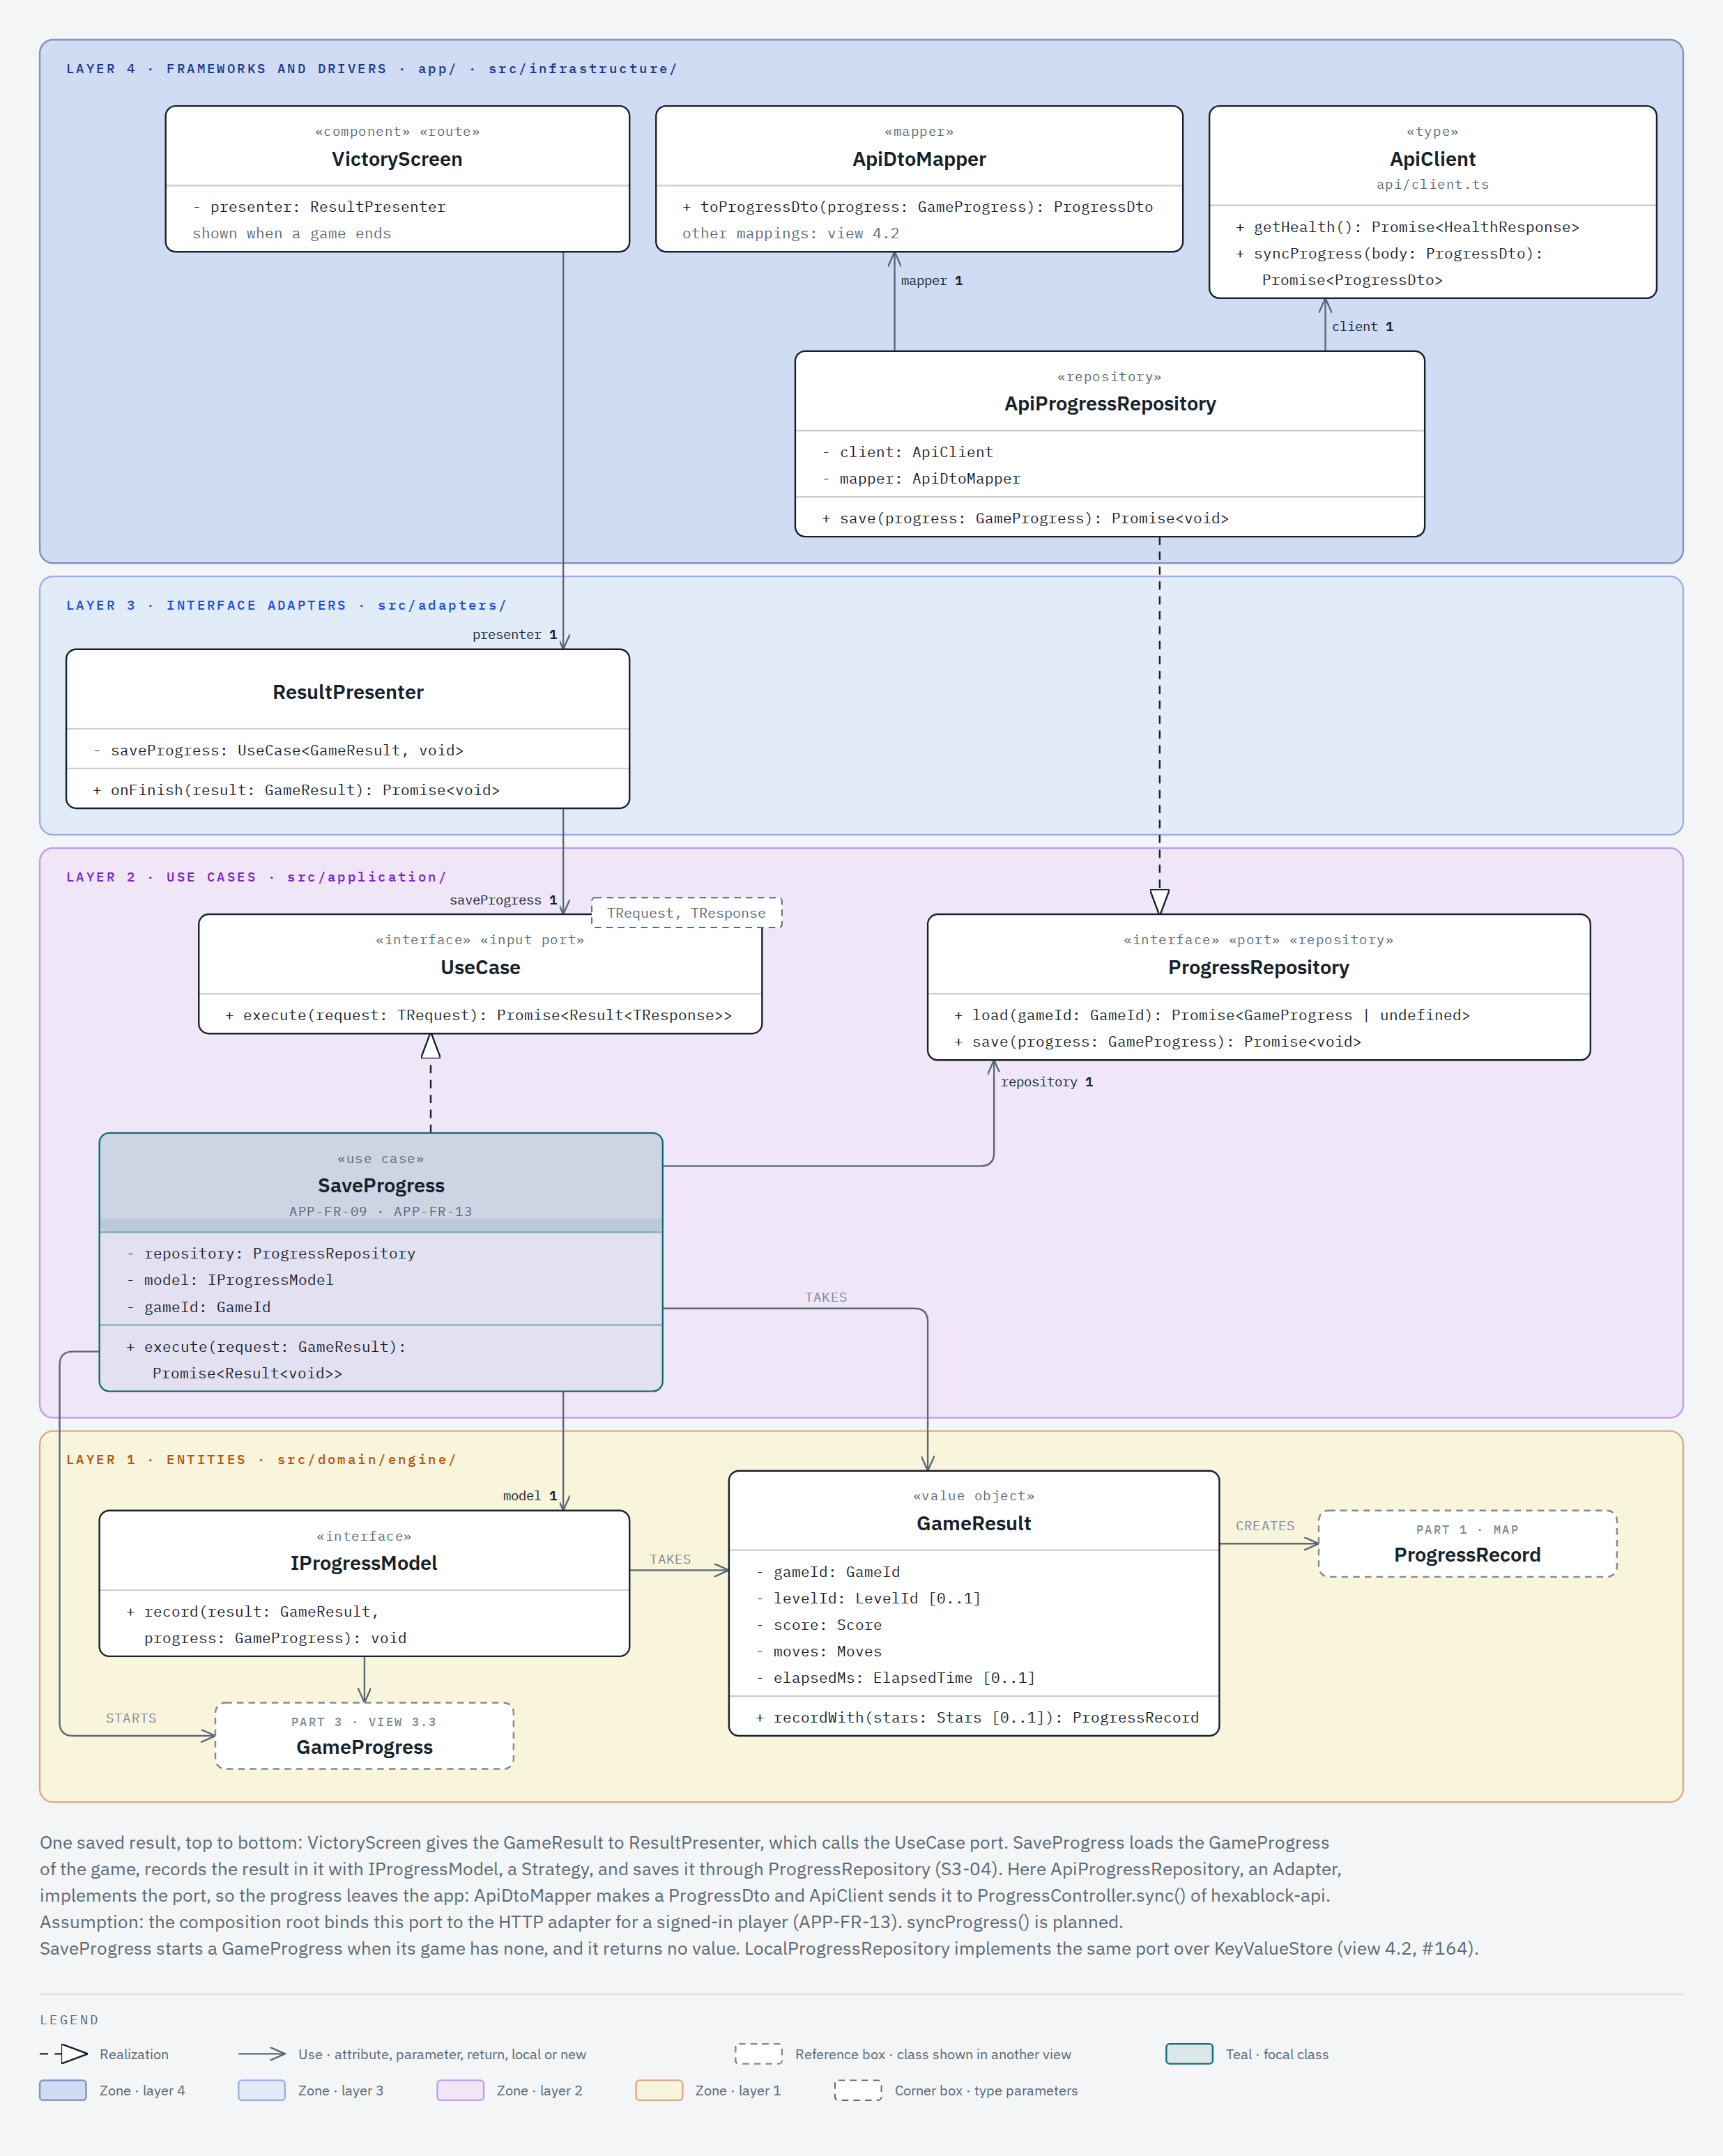 LAYER 4 · FRAMEWORKS AND DRIVERS · app/ · src/infrastructure/
«component» «route»
VictoryScreen
- presenter: ResultPresenter
shown when a game ends
«mapper»
ApiDtoMapper
+ toProgressDto(progress: GameProgress): ProgressDto
other mappings: view 4.2
«type»
ApiClient
api/client.ts
+ getHealth(): Promise<HealthResponse>
+ syncProgress(body: ProgressDto):
Promise<ProgressDto>
mapper 1
client 1
«repository»
ApiProgressRepository
- client: ApiClient
- mapper: ApiDtoMapper
+ save(progress: GameProgress): Promise<void>
LAYER 3 · INTERFACE ADAPTERS · src/adapters/
presenter 1
ResultPresenter
- saveProgress: UseCase<GameResult, void>
+ onFinish(result: GameResult): Promise<void>
LAYER 2 · USE CASES · src/application/
saveProgress 1
TRequest, TResponse
«interface» «input port»
UseCase
+ execute(request: TRequest): Promise<Result<TResponse>>
«interface» «port» «repository»
ProgressRepository
+ load(gameId: GameId): Promise<GameProgress | undefined>
+ save(progress: GameProgress): Promise<void>
repository 1
«use case»
SaveProgress
APP-FR-09 · APP-FR-13
- repository: ProgressRepository
- model: IProgressModel
- gameId: GameId
+ execute(request: GameResult):
Promise<Result<void>>
TAKES
LAYER 1 · ENTITIES · src/domain/engine/
model 1
«interface»
IProgressModel
+ record(result: GameResult,
progress: GameProgress): void
TAKES
«value object»
GameResult
- gameId: GameId
- levelId: LevelId [0..1]
- score: Score
- moves: Moves
- elapsedMs: ElapsedTime [0..1]
+ recordWith(stars: Stars [0..1]): ProgressRecord
CREATES
PART 1 · MAP
ProgressRecord
STARTS
PART 3 · VIEW 3.3
GameProgress
One saved result, top to bottom: VictoryScreen gives the GameResult to ResultPresenter, which calls the UseCase port. SaveProgress loads the GameProgress
of the game, records the result in it with IProgressModel, a Strategy, and saves it through ProgressRepository (S3-04). Here ApiProgressRepository, an Adapter,
implements the port, so the progress leaves the app: ApiDtoMapper makes a ProgressDto and ApiClient sends it to ProgressController.sync() of hexablock-api.
Assumption: the composition root binds this port to the HTTP adapter for a signed-in player (APP-FR-13). syncProgress() is planned.
SaveProgress starts a GameProgress when its game has none, and it returns no value. LocalProgressRepository implements the same port over KeyValueStore (view 4.2, #164).
LEGEND
Realization
Use · attribute, parameter, return, local or new
Reference box · class shown in another view
Teal · focal class
Zone · layer 4
Zone · layer 3
Zone · layer 2
Zone · layer 1
Corner box · type parameters